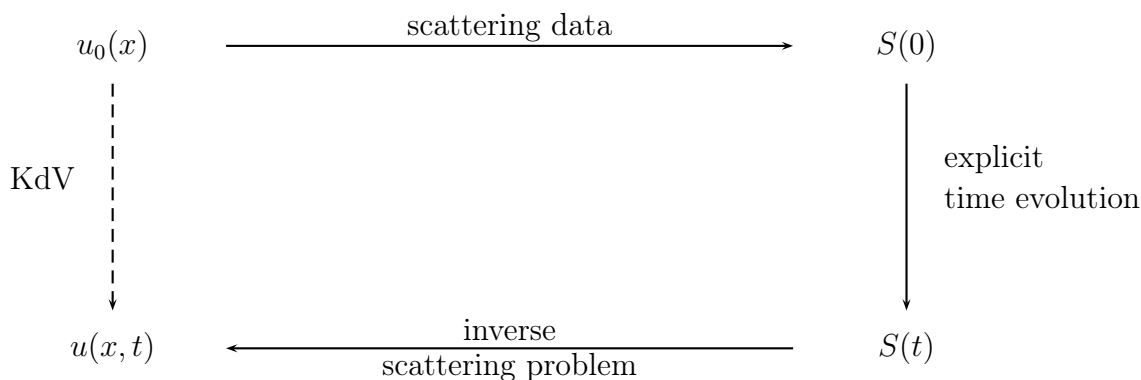 scattering data
u₀(x)
S(0)
KdV
explicit
time evolution
inverse
u(x, t)
S(t)
scattering problem